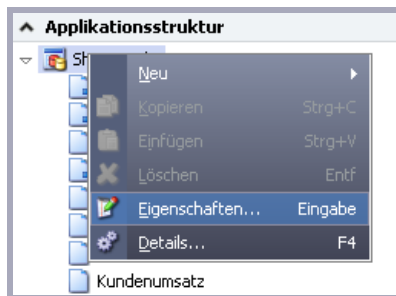 Applikationsstruktur
Neu
Kopieren Strg+C
Einfügen Strg+V
Löschen Entf
Eigenschaften... Eingabe
Details... F4
Kundenumsatz